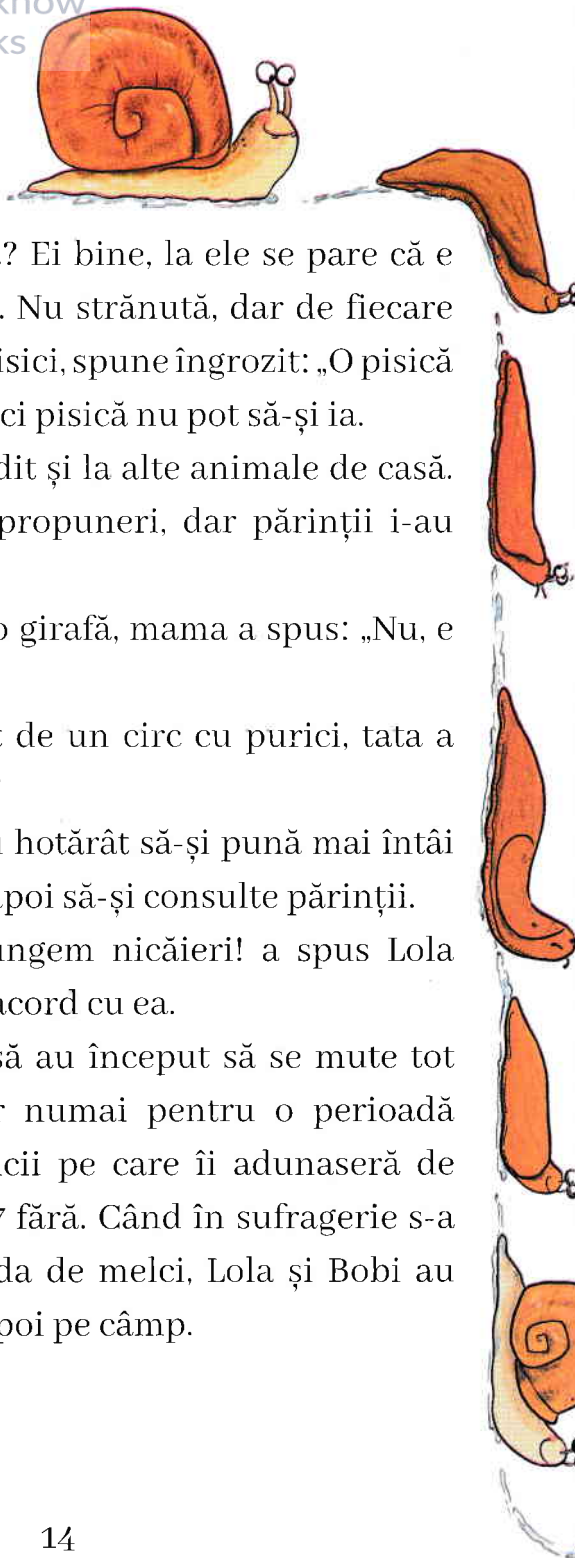 know
ks
? Ei bine, la ele se pare că e
. Nu strănută, dar de fiecare
isici, spune îngrozit: „O pisică
ci pisică nu pot să-și ia.
dit și la alte animale de casă.
propuneri, dar părinții i-au
o girafă, mama a spus: „Nu, e
de un circ cu purici, tata a
hotărât să-și pună mai întâi
apoi să-și consulte părinții.
ungem nicăieri! a spus Lola
acord cu ea.
să au început să se mute tot
r numai pentru o perioadă
cii pe care îi adunaseră de
7 fără. Când în sufragerie s-a
da de melci, Lola și Bobi au
poi pe câmp.
14